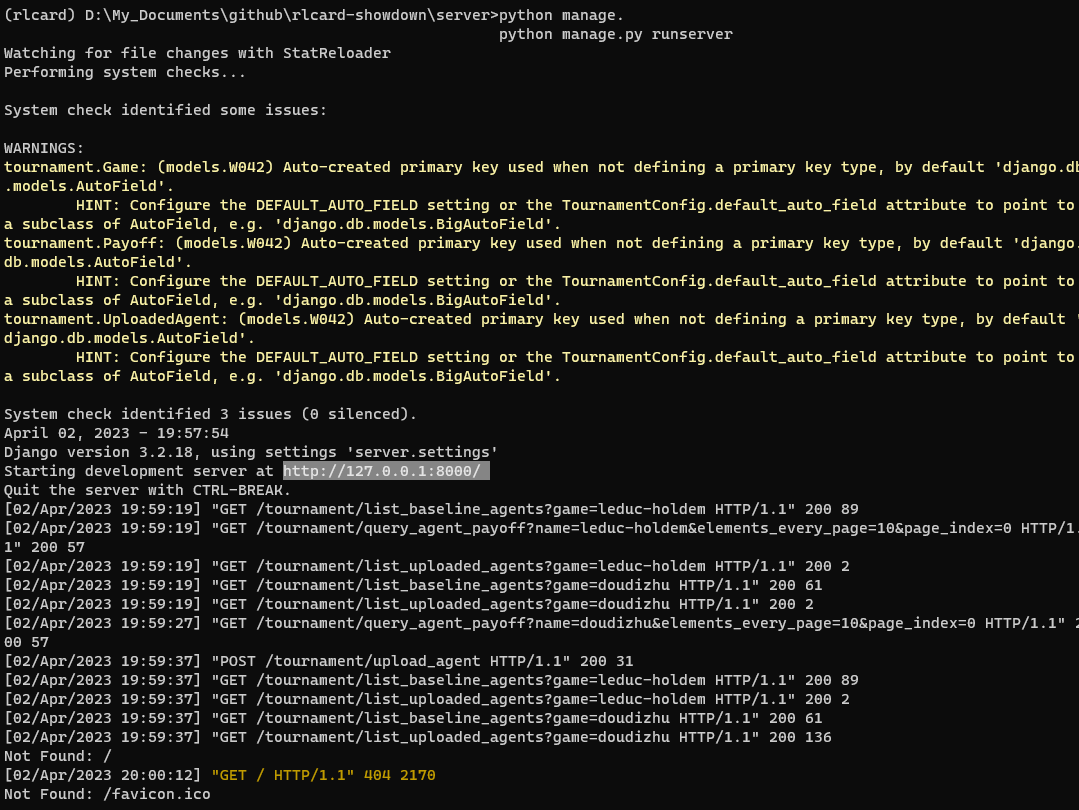 (rlcard) D:\My_Documents\github\rlcard-showdown\server>python manage.
python manage.py runserver
Watching for file changes with StatReloader
Performing system checks...
System check identified some issues:
WARNINGS:
tournament.Game: (models.W042) Auto-created primary key used when not defining a primary key type, by default 'django.db
.models.AutoField'.
HINT: Configure the DEFAULT_AUTO_FIELD setting or the TournamentConfig.default_auto_field attribute to point to
a subclass of AutoField, e.g. 'django.db.models.BigAutoField'.
tournament.Payoff: (models.W042) Auto-created primary key used when not defining a primary key type, by default 'django.
db.models.AutoField'.
HINT: Configure the DEFAULT_AUTO_FIELD setting or the TournamentConfig.default_auto_field attribute to point to
a subclass of AutoField, e.g. 'django.db.models.BigAutoField'.
tournament.UploadedAgent: (models.W042) Auto-created primary key used when not defining a primary key type, by default '
django.db.models.AutoField'.
HINT: Configure the DEFAULT_AUTO_FIELD setting or the TournamentConfig.default_auto_field attribute to point to
a subclass of AutoField, e.g. 'django.db.models.BigAutoField'.
System check identified 3 issues (0 silenced).
April 02, 2023 - 19:57:54
Django version 3.2.18, using settings 'server.settings'
Starting development server at http://127.0.0.1:8000/
Quit the server with CTRL-BREAK.
[02/Apr/2023 19:59:19] "GET /tournament/list_baseline_agents?game=leduc-holdem HTTP/1.1" 200 89
[02/Apr/2023 19:59:19] "GET /tournament/query_agent_payoff?name=leduc-holdem&elements_every_page=10&page_index=0 HTTP/1.
1" 200 57
[02/Apr/2023 19:59:19] "GET /tournament/list_uploaded_agents?game=leduc-holdem HTTP/1.1" 200 2
[02/Apr/2023 19:59:19] "GET /tournament/list_baseline_agents?game=doudizhu HTTP/1.1" 200 61
[02/Apr/2023 19:59:19] "GET /tournament/list_uploaded_agents?game=doudizhu HTTP/1.1" 200 2
[02/Apr/2023 19:59:27] "GET /tournament/query_agent_payoff?name=doudizhu&elements_every_page=10&page_index=0 HTTP/1.1" 2
00 57
[02/Apr/2023 19:59:37] "POST /tournament/upload_agent HTTP/1.1" 200 31
[02/Apr/2023 19:59:37] "GET /tournament/list_baseline_agents?game=leduc-holdem HTTP/1.1" 200 89
[02/Apr/2023 19:59:37] "GET /tournament/list_uploaded_agents?game=leduc-holdem HTTP/1.1" 200 2
[02/Apr/2023 19:59:37] "GET /tournament/list_baseline_agents?game=doudizhu HTTP/1.1" 200 61
[02/Apr/2023 19:59:37] "GET /tournament/list_uploaded_agents?game=doudizhu HTTP/1.1" 200 136
Not Found: /
[02/Apr/2023 20:00:12] "GET / HTTP/1.1" 404 2170
Not Found: /favicon.ico